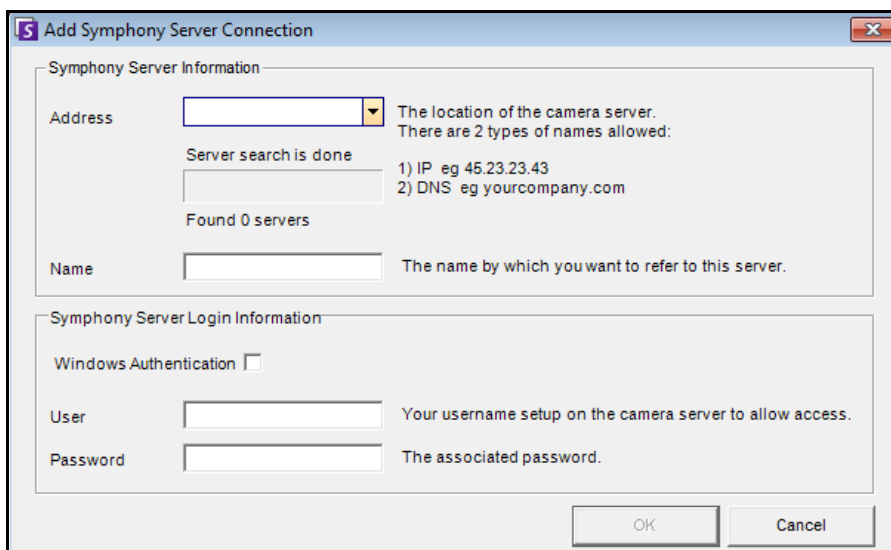 Add Symphony Server Connection
Symphony Server Information
Address
The location of the camera server.
There are 2 types of names allowed:
Server search is done
1) IP eg 45.23.23.43
2) DNS eg yourcompany.com
Found 0 servers
Name
The name by which you want to refer to this server.
Symphony Server Login Information
Windows Authentication
User
Your username setup on the camera server to allow access.
Password
The associated password.
OK
Cancel